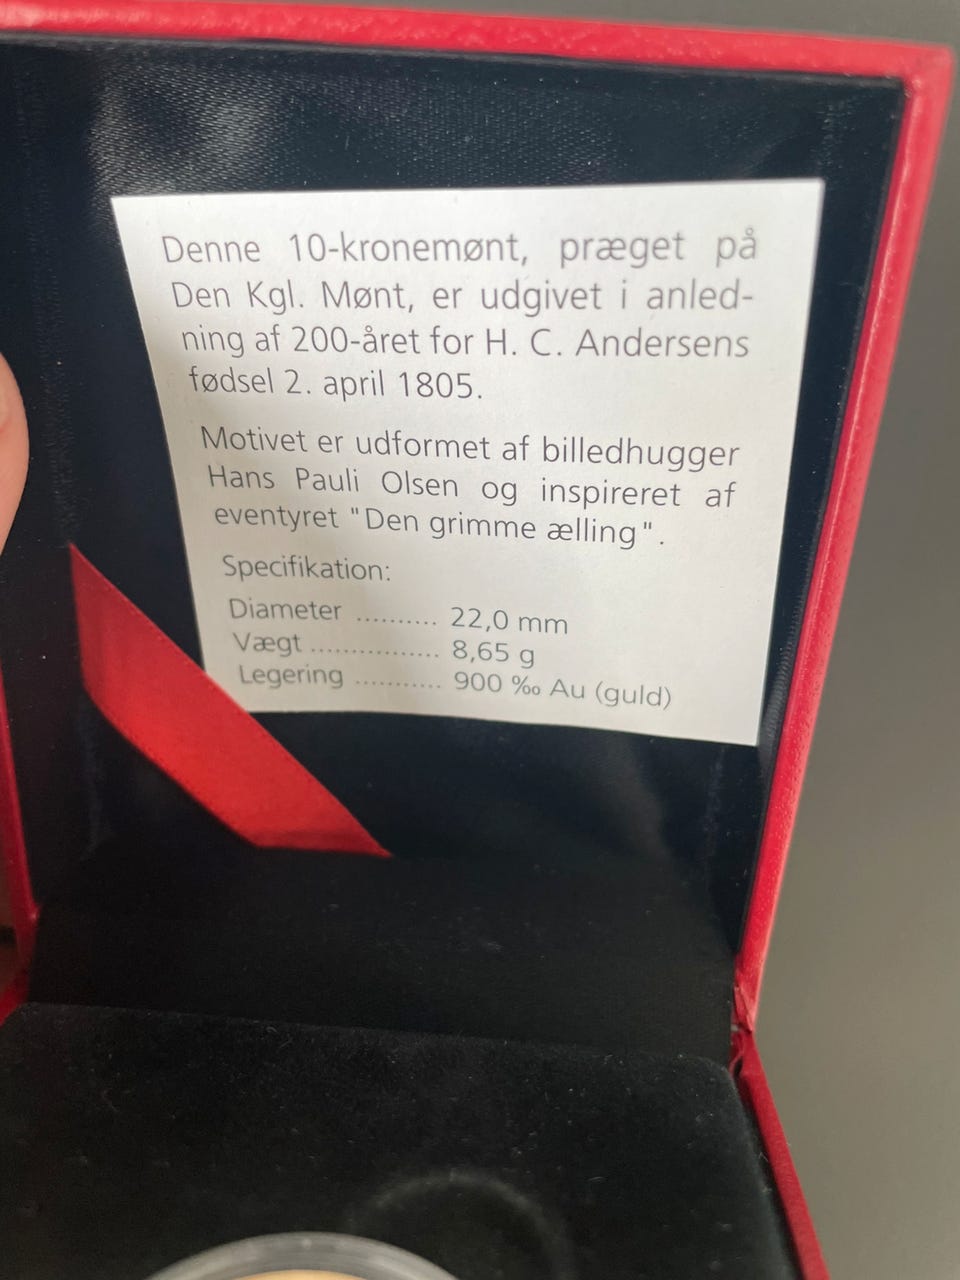 Denne 10-kronemønt, præget på
Den Kgl. Mønt, er udgivet i anled-
ning af 200-året for H. C. Andersens
fødsel 2. april 1805.
Motivet er udformet af billedhugger
Hans Pauli Olsen og inspireret af
eventyret "Den grimme ælling".
Specifikation:
Diameter .......... 22,0 mm
Vægt ................ 8,65 g
Legering ........... 900 ‰ Au (guld)